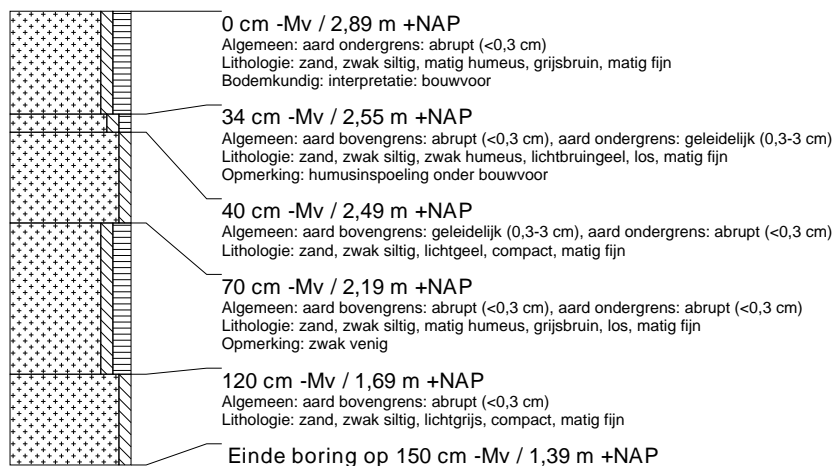 0 cm -Mv / 2,89 m +NAP
Algemeen: aard ondergrens: abrupt (<0,3 cm)
Lithologie: zand, zwak siltig, matig humeus, grijsbruin, matig fijn
Bodemkundig: interpretatie: bouwvoor
34 cm -Mv / 2,55 m +NAP
Algemeen: aard bovengrens: abrupt (<0,3 cm), aard ondergrens: geleidelijk (0,3-3 cm)
Lithologie: zand, zwak siltig, zwak humeus, lichtbruingeel, los, matig fijn
Opmerking: humusinspoeling onder bouwvoor
40 cm -Mv / 2,49 m +NAP
Algemeen: aard bovengrens: geleidelijk (0,3-3 cm), aard ondergrens: abrupt (<0,3 cm)
Lithologie: zand, zwak siltig, lichtgeel, compact, matig fijn
70 cm -Mv / 2,19 m +NAP
Algemeen: aard bovengrens: abrupt (<0,3 cm), aard ondergrens: abrupt (<0,3 cm)
Lithologie: zand, zwak siltig, matig humeus, grijsbruin, los, matig fijn
Opmerking: zwak venig
120 cm -Mv / 1,69 m +NAP
Algemeen: aard bovengrens: abrupt (<0,3 cm)
Lithologie: zand, zwak siltig, lichtgrijs, compact, matig fijn
Einde boring op 150 cm -Mv / 1,39 m +NAP